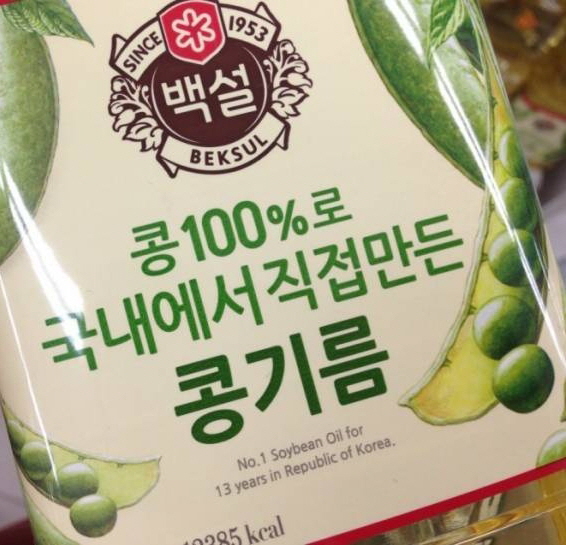 SINCE 1953
백설
BEKSUL
콩100%로
국내에서 직접만든
콩기름
No.1 Soybean Oil for
13 years in Republic of Korea.
kcal